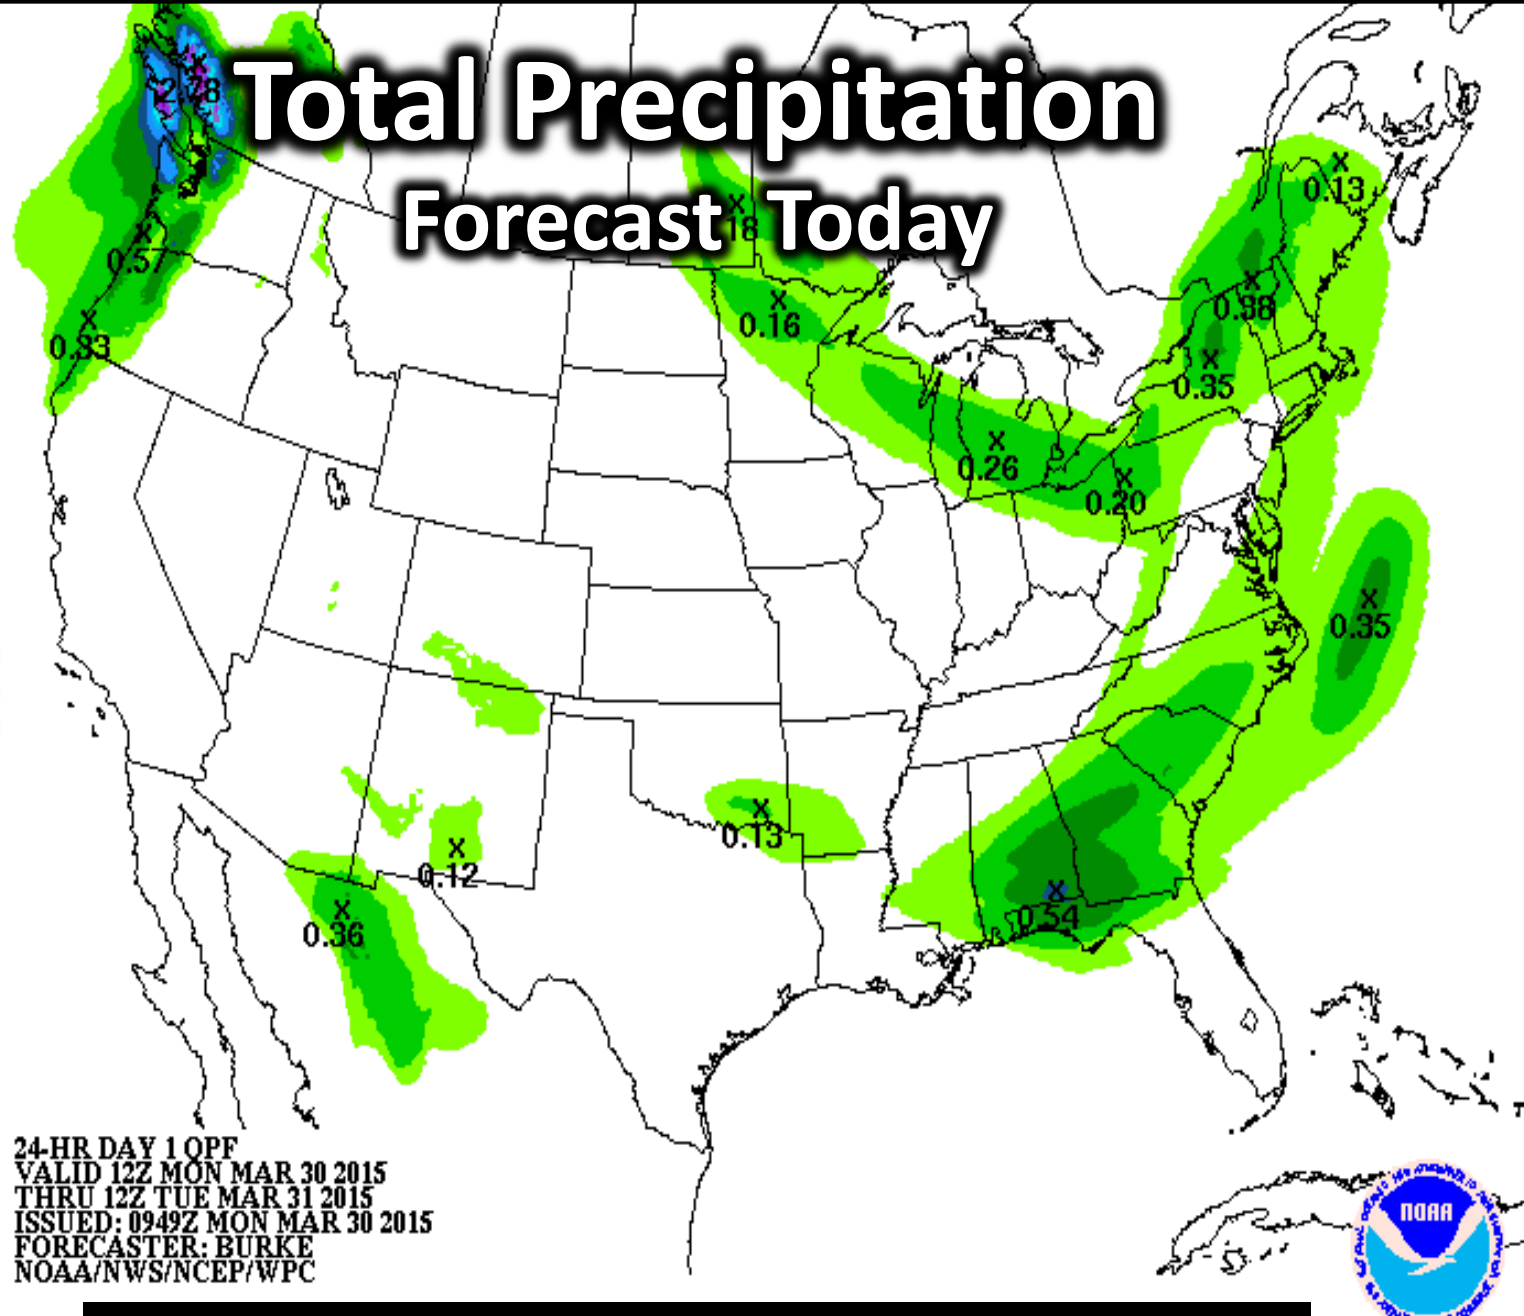 Total Precipitation
Forecast Today
X
X
0.13
X
18
X
0.57
X
0.38
X
0.16
X
0.33
X
0.35
X
0.26
X
0.20
X
0.35
X
0.13
X
0.12
X
0.54
X
0.36
24-HR DAY 1 QPF
VALID 12Z MON MAR 30 2015
THRU 12Z TUE MAR 31 2015
ISSUED: 0949Z MON MAR 30 2015
FORECASTER: BURKE
NOAA/NWS/NCEP/WPC
NOAA